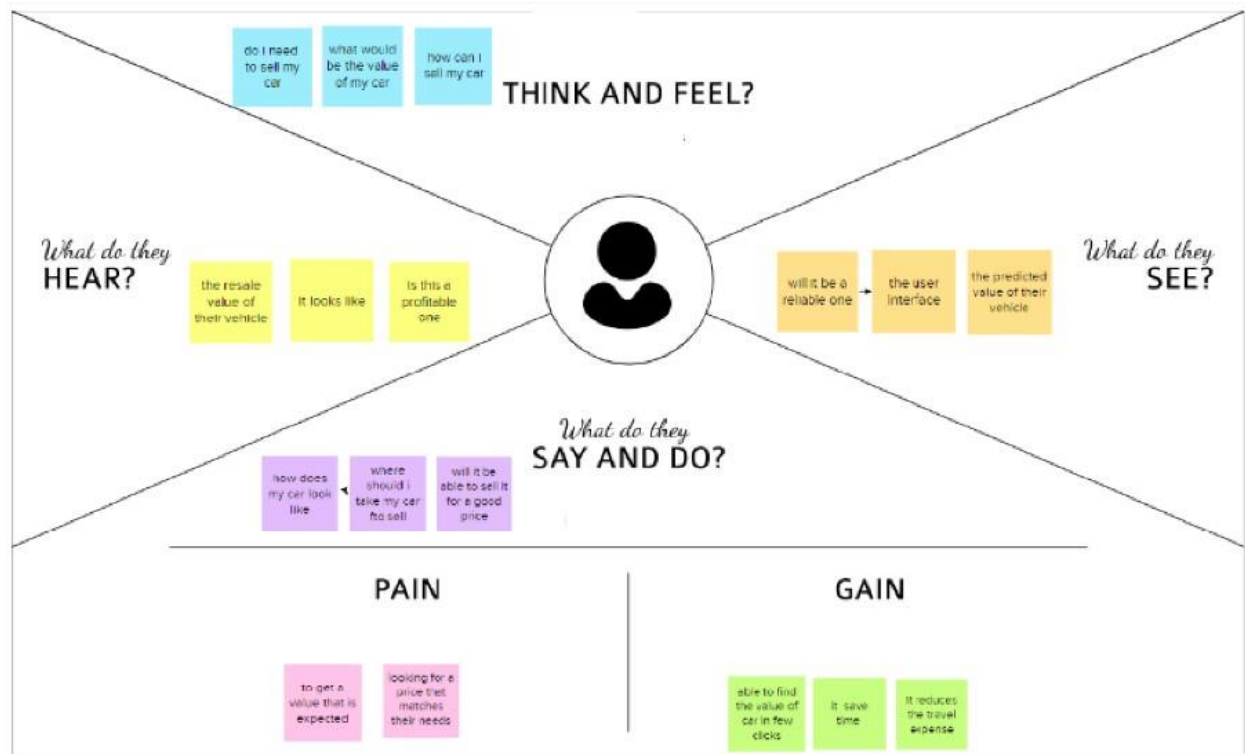 do i need
to sell my
car
what would
be the value
of my car
how can i
sell my car
THINK AND FEEL?
What do they
HEAR?
the resale
value of
their vehicle
it looks like
is this a
profitable
one
will it be a
reliable one
the user
interface
the predicted
value of their
vehicle
What do they
SEE?
What do they
SAY AND DO?
how does
my car look
like
where
should i
take my car
fto sell
will it be
able to sell it
for a good
price
PAIN
GAIN
to get a
value that is
expected
looking for a
price that
matches
their needs
able to find
the value of
car in few
clicks
it save
time
it reduces
the travel
expense